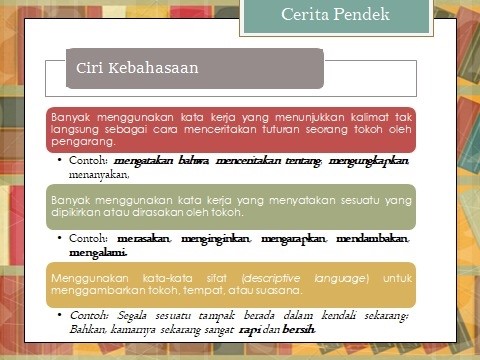 Cerita Pendek
Ciri Kebahasaan
Banyak menggunakan kata kerja yang menunjukkan kalimat tak
langsung sebagai cara menceritakan tuturan seorang tokoh oleh
pengarang.
• Contoh: mengatakan bahwa, menceritakan tentang, mengungkapkan,
menanyakan,
Banyak menggunakan kata kerja yang menyatakan sesuatu yang
dipikirkan atau dirasakan oleh tokoh.
• Contoh: merasakan, menginginkan, mengarapkan, mendambakan,
mengalami.
Menggunakan kata-kata sifat (descriptive language) untuk
menggambarkan tokoh, tempat, atau suasana.
• Contoh: Segala sesuatu tampak berada dalam kendali sekarang:
Bahkan, kamarnya sekarang sangat rapi dan bersih.